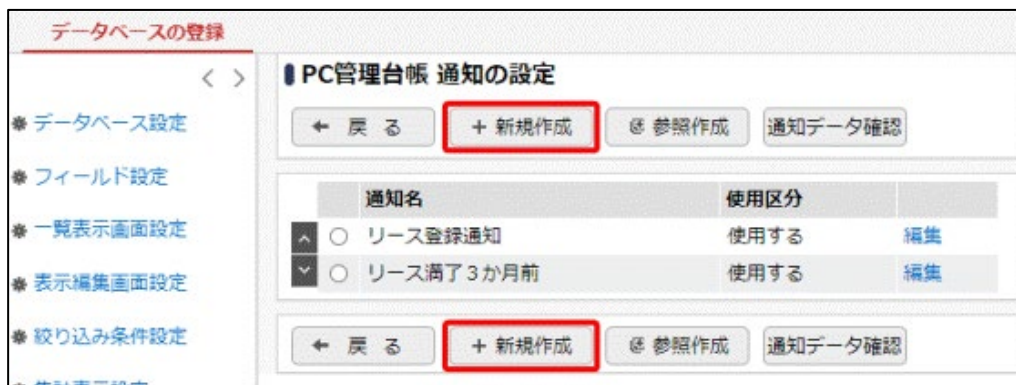 データベースの登録
< >
データベース設定
フィールド設定
一覧表示画面設定
表示編集画面設定
絞り込み条件設定
PC管理台帳 通知の設定
← 戻 る
+ 新規作成
参照作成
通知データ確認
通知名 使用区分
リース登録通知 使用する 編集
リース満了3か月前 使用する 編集
← 戻 る
+ 新規作成
参照作成
通知データ確認